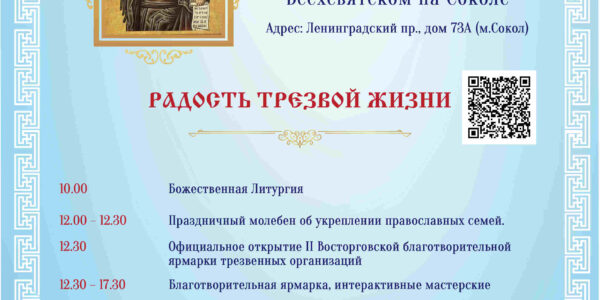 Всехсвятском на Соколе
Адрес: Ленинградский пр., дом 73А (м.Сокол)
РАДОСТЬ ТРЕЗВОЙ ЖИЗНИ
10.00 Божественная Литургия
12.00 – 12.30 Праздничный молебен об укреплении православных семей.
12.30 Официальное открытие II Восторговской благотворительной
ярмарки трезвенных организаций
12.30 – 17.30 Благотворительная ярмарка, интерактивные мастерские